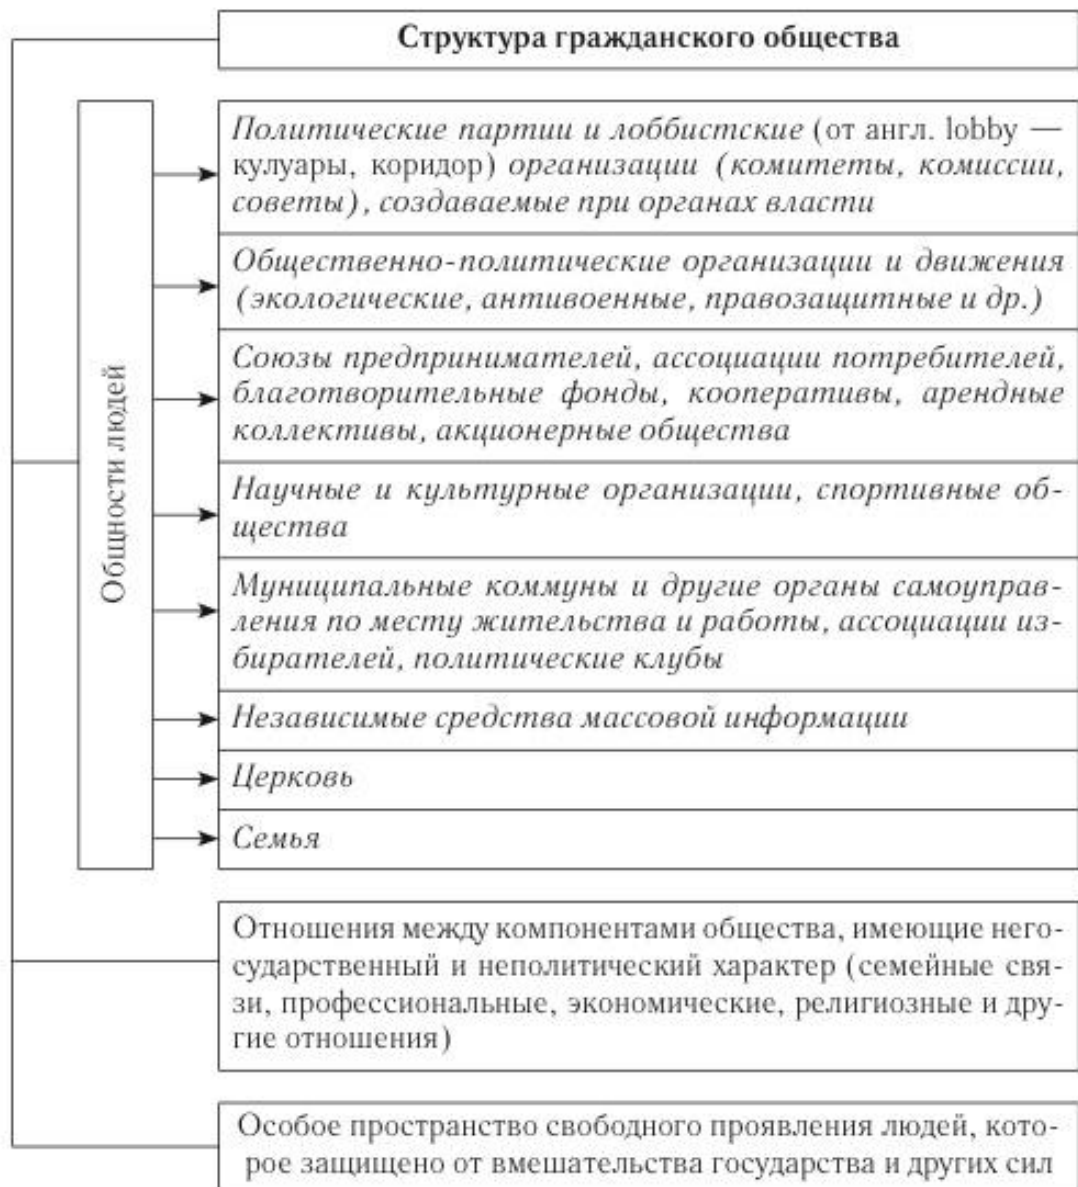 Структура гражданского общества
Общности людей
Политические партии и лоббистские (от англ. lobby —
кулуары, коридор) организации (комитеты, комиссии,
советы), создаваемые при органах власти
Общественно-политические организации и движения
(экологические, антивоенные, правозащитные и др.)
Союзы предпринимателей, ассоциации потребителей,
благотворительные фонды, кооперативы, арендные
коллективы, акционерные общества
Научные и культурные организации, спортивные об-
щества
Муниципальные коммуны и другие органы самоуправ-
ления по месту жительства и работы, ассоциации из-
бирателей, политические клубы
Независимые средства массовой информации
Церковь
Семья
Отношения между компонентами общества, имеющие него-
сударственный и неполитический характер (семейные свя-
зи, профессиональные, экономические, религиозные и дру-
гие отношения)
Особое пространство свободного проявления людей, кото-
рое защищено от вмешательства государства и других сил